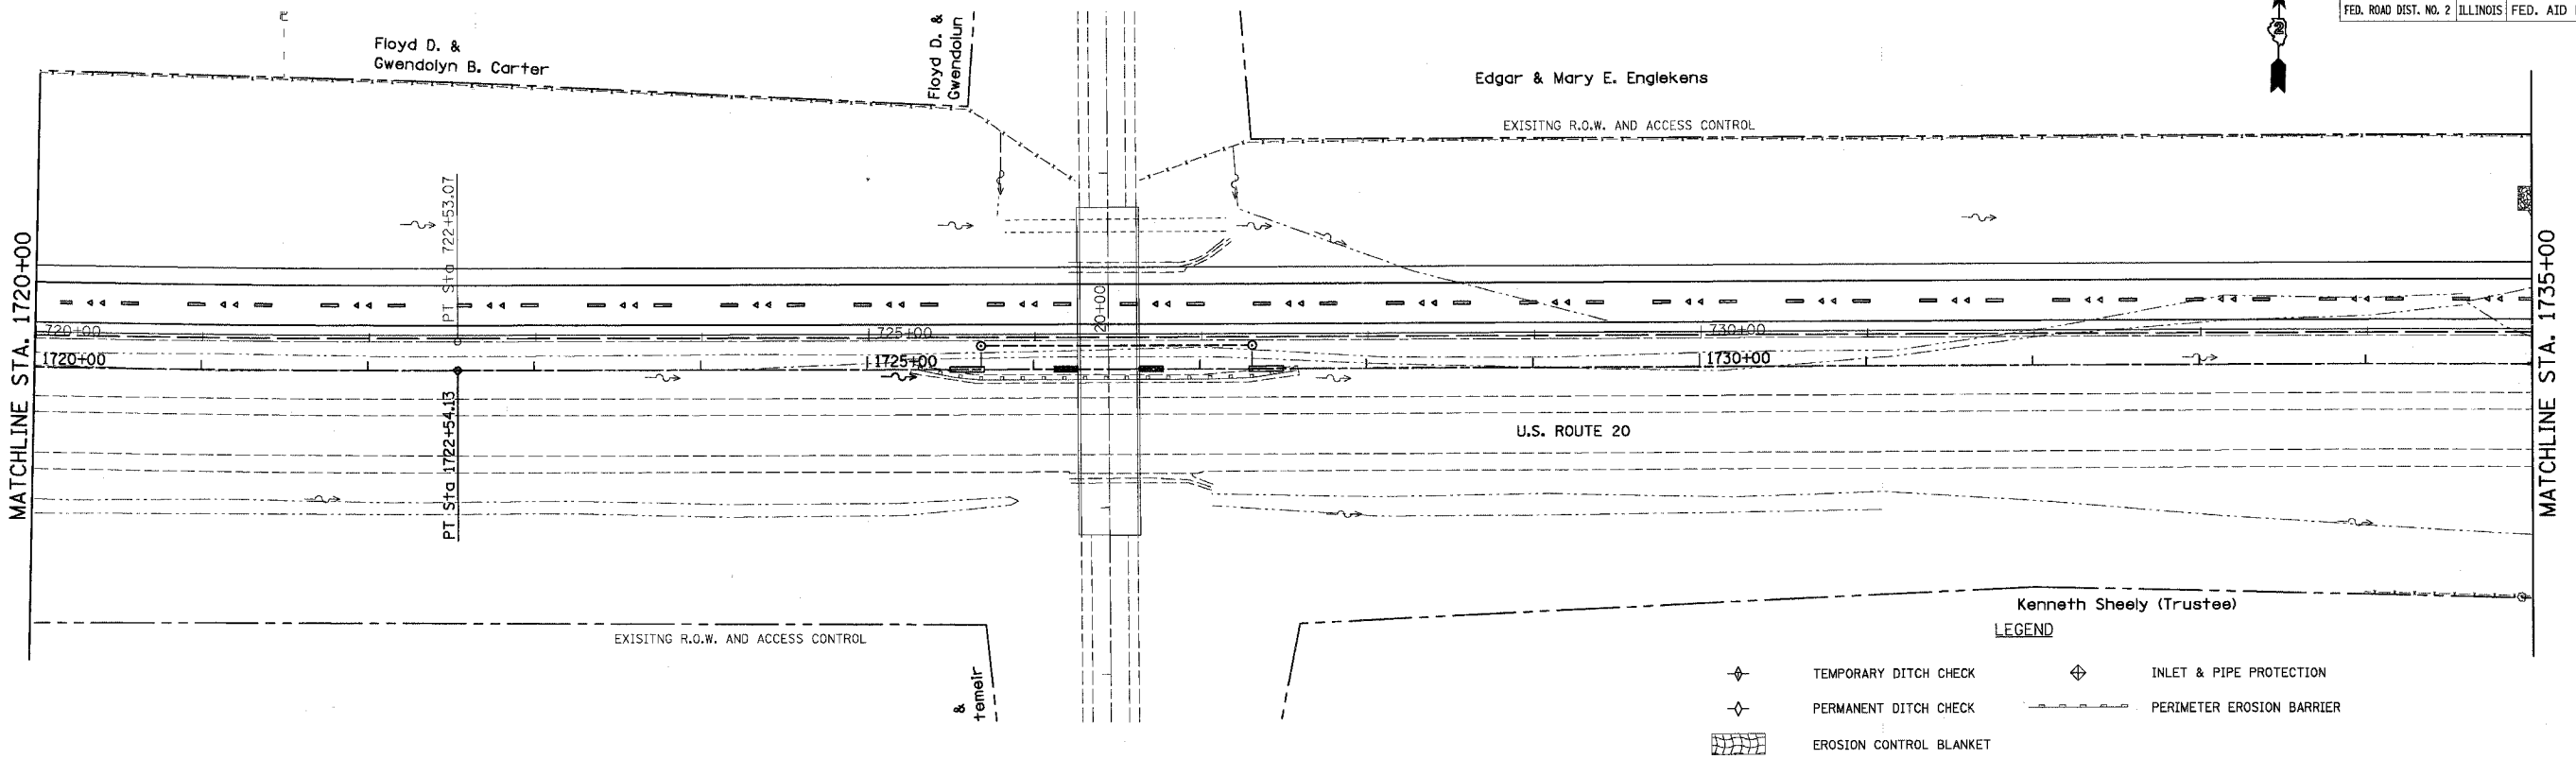 FED. ROAD DIST. NO. 2 ILLINOIS FED. AID
2
Floyd D. &
Gwendolyn B. Carter
Floyd D. &
Gwendolun
Edgar & Mary E. Englekens
EXISITNG R.O.W. AND ACCESS CONTROL
MATCHLINE STA. 1720+00
PT Sta 722+53.07
20+00
720+00
725+00
730+00
1720+00
1725+00
1730+00
MATCHLINE STA. 1735+00
PT Sta 1722+54.13
U.S. ROUTE 20
EXISITNG R.O.W. AND ACCESS CONTROL
&
temeir
Kenneth Sheely (Trustee)
LEGEND
TEMPORARY DITCH CHECK
INLET & PIPE PROTECTION
PERMANENT DITCH CHECK
PERIMETER EROSION BARRIER
EROSION CONTROL BLANKET